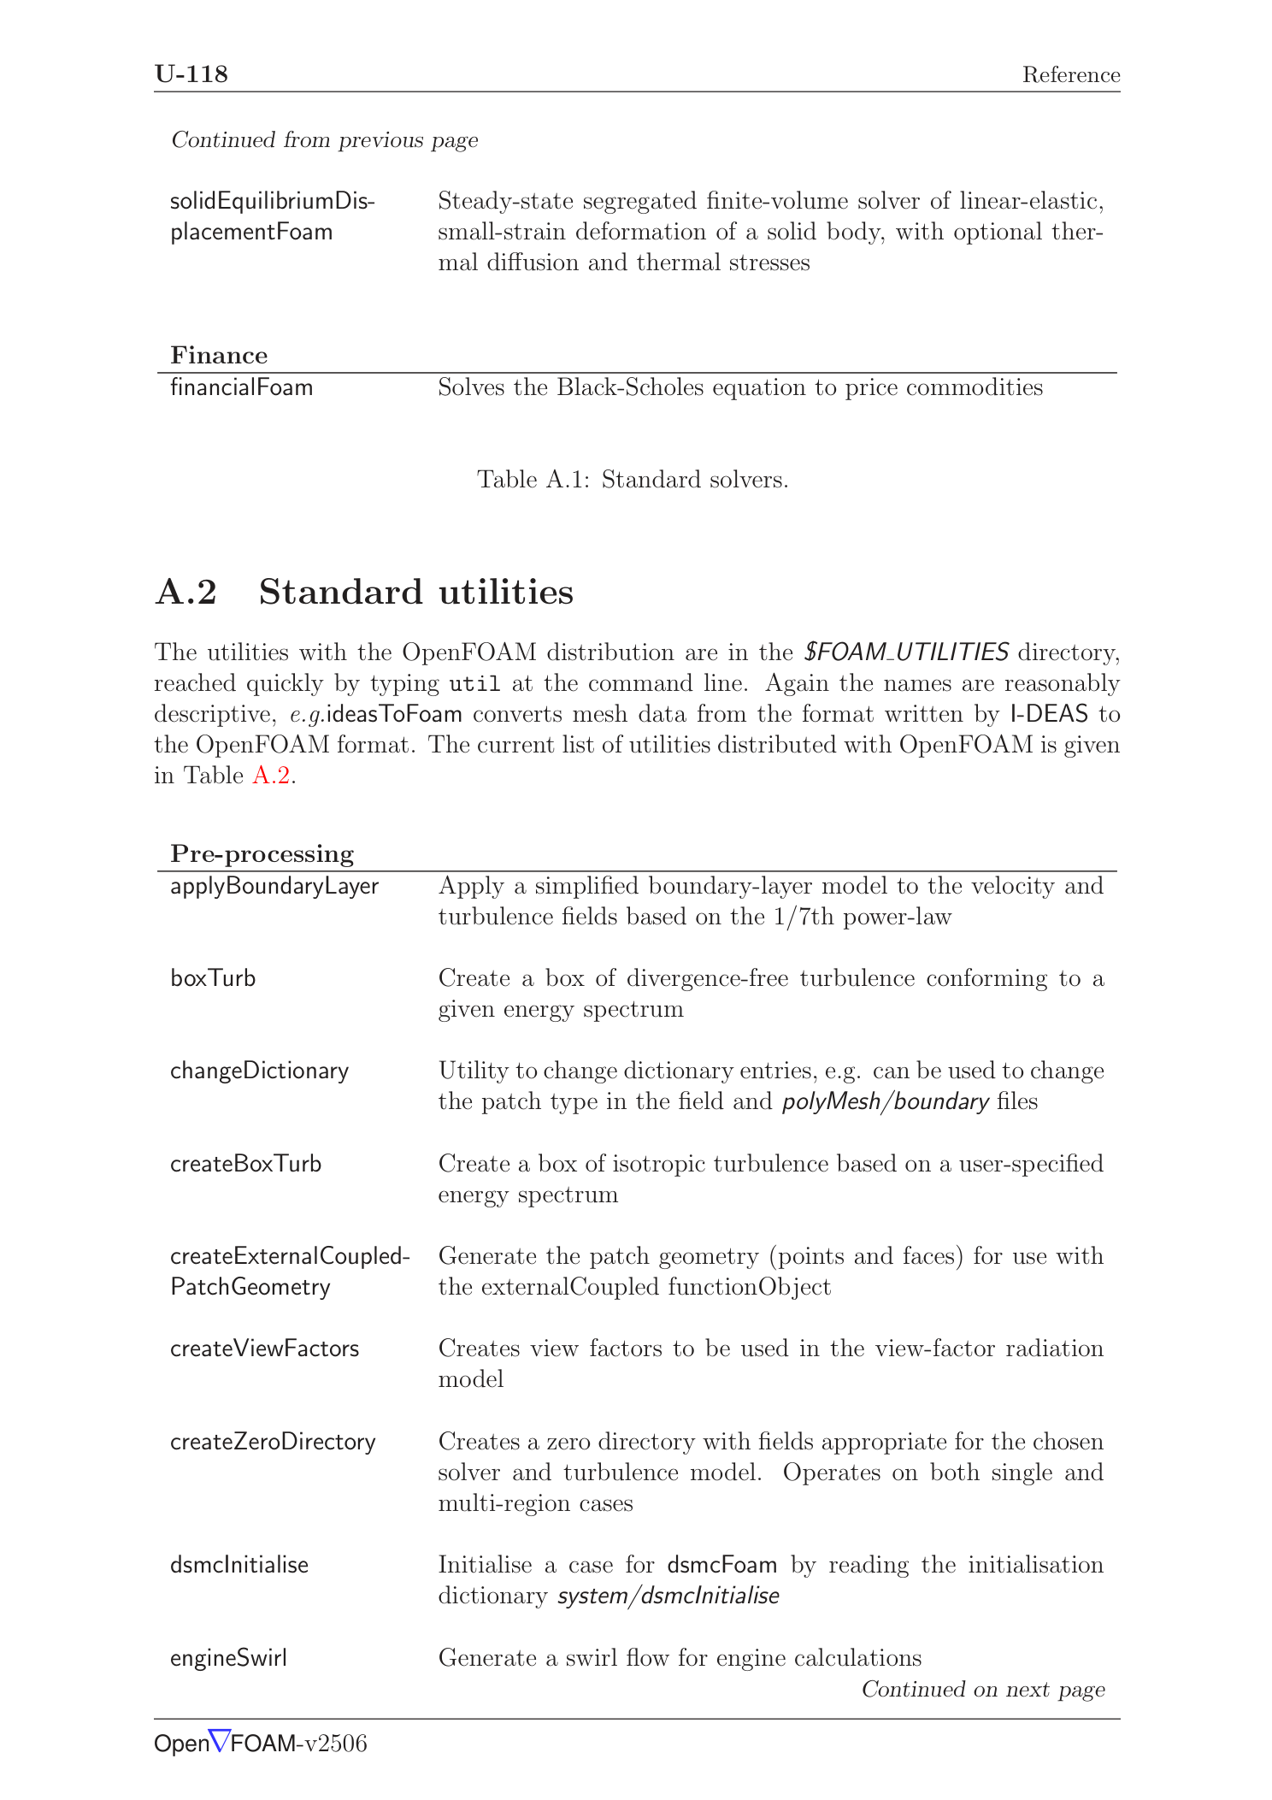 U-118 Reference
Continued from previous page
solidEquilibriumDis- Steady-state segregated finite-volume solver of linear-elastic,
placementFoam small-strain deformation of a solid body, with optional ther-
mal diffusion and thermal stresses
Finance
financialFoam Solves the Black-Scholes equation to price commodities
Table A.1: Standard solvers.
A.2 Standard utilities
The utilities with the OpenFOAM distribution are in the $FOAM_UTILITIES directory,
reached quickly by typing util at the command line. Again the names are reasonably
descriptive, e.g.ideasToFoam converts mesh data from the format written by I-DEAS to
the OpenFOAM format. The current list of utilities distributed with OpenFOAM is given
in Table A.2.
Pre-processing
applyBoundaryLayer Apply a simplified boundary-layer model to the velocity and
turbulence fields based on the 1/7th power-law
boxTurb Create a box of divergence-free turbulence conforming to a
given energy spectrum
changeDictionary Utility to change dictionary entries, e.g. can be used to change
the patch type in the field and polyMesh/boundary files
createBoxTurb Create a box of isotropic turbulence based on a user-specified
energy spectrum
createExternalCoupled- Generate the patch geometry (points and faces) for use with
PatchGeometry the externalCoupled functionObject
createViewFactors Creates view factors to be used in the view-factor radiation
model
createZeroDirectory Creates a zero directory with fields appropriate for the chosen
solver and turbulence model. Operates on both single and
multi-region cases
dsmcInitialise Initialise a case for dsmcFoam by reading the initialisation
dictionary system/dsmcInitialise
engineSwirl Generate a swirl flow for engine calculations
Continued on next page
Open∇FOAM-v2506